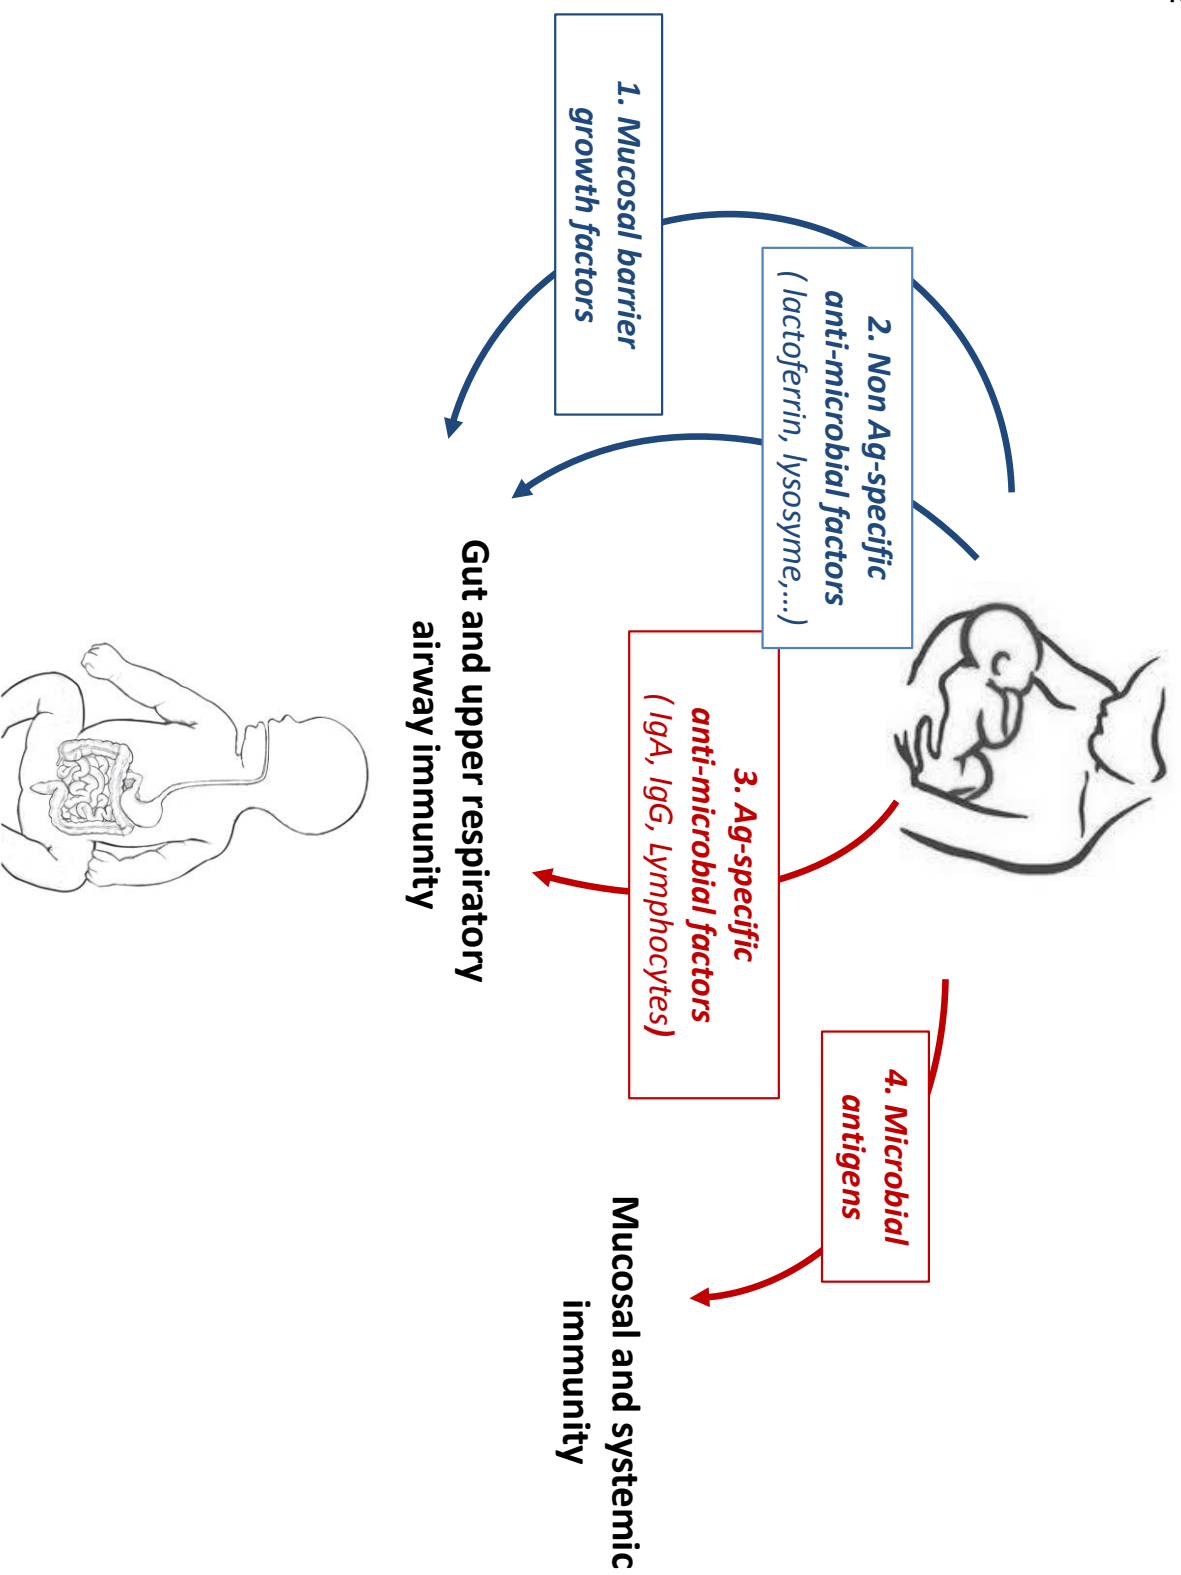 1. Mucosal barrier
growth factors
2. Non Ag-specific
anti-microbial factors
( lactoferrin, lysosyme,...)
3. Ag-specific
anti-microbial factors
( IgA, IgG, Lymphocytes)
4. Microbial
antigens
Gut and upper respiratory
airway immunity
Mucosal and systemic
immunity